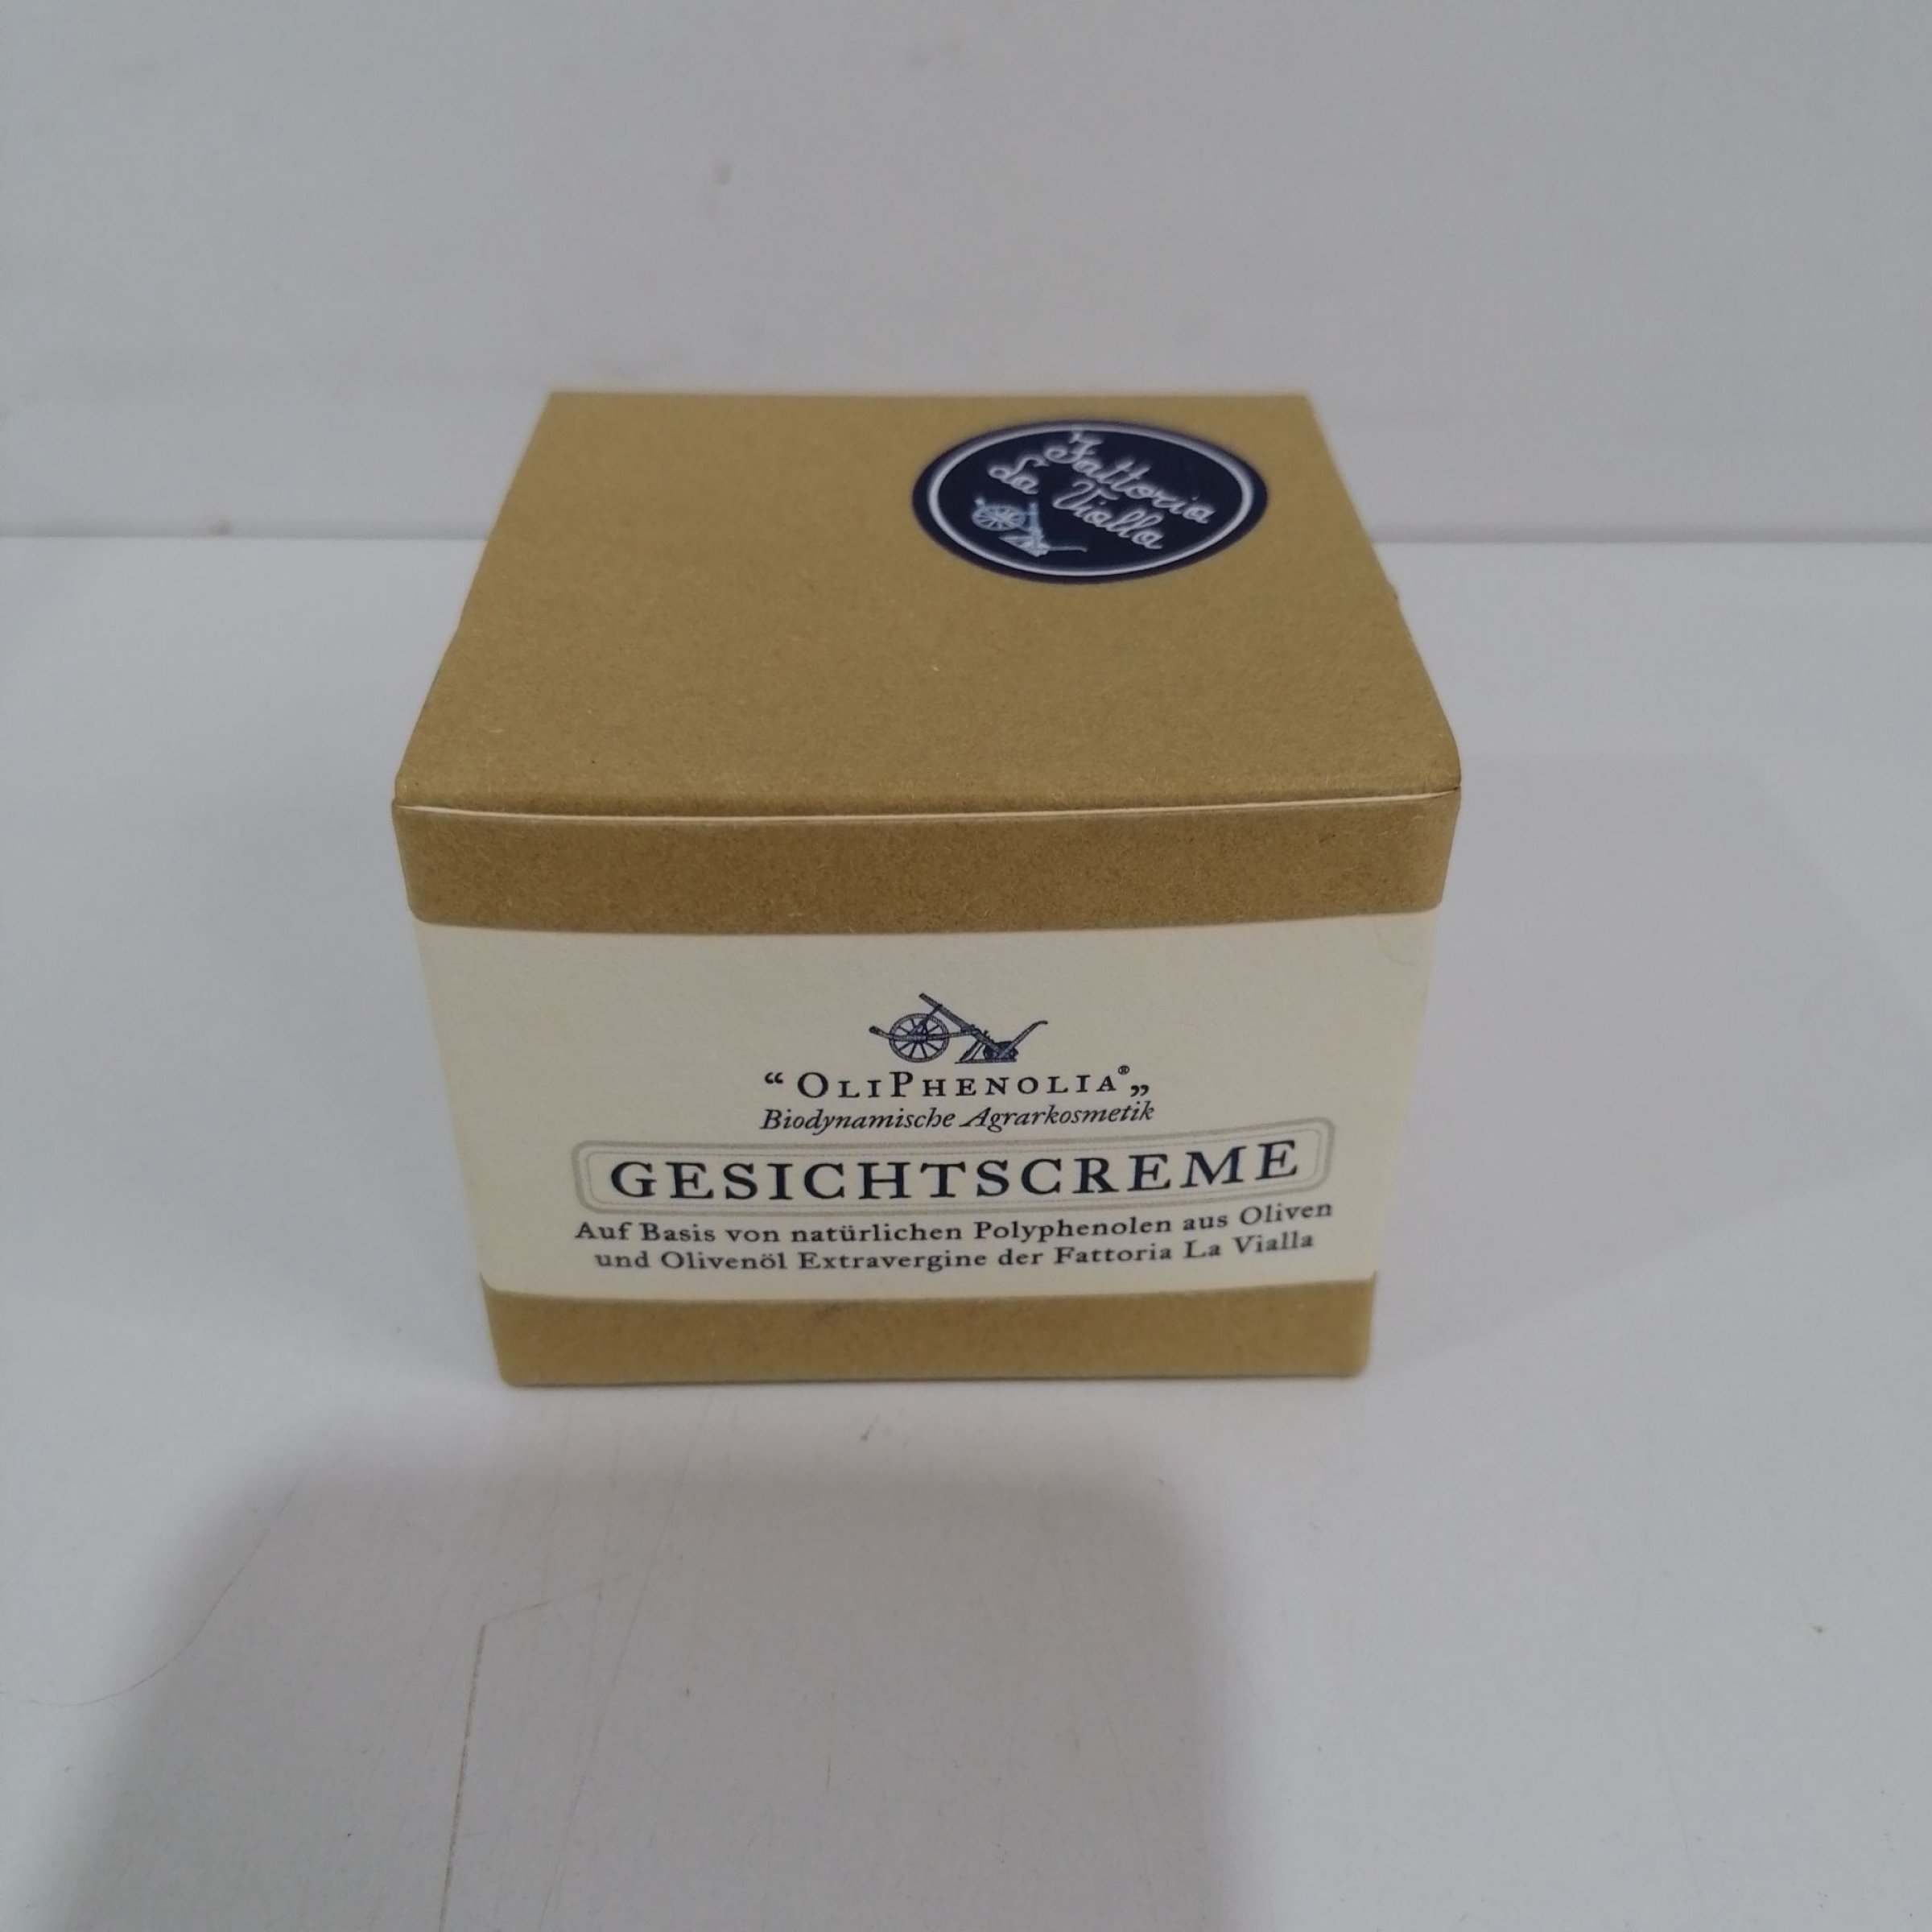 Fattoria
La Vialla
“OLIPHENOLIA®„
Biodynamische Agrarkosmetik
GESICHTSCREME
Auf Basis von natürlichen Polyphenolen aus Oliven
und Olivenöl Extravergine der Fattoria La Vialla